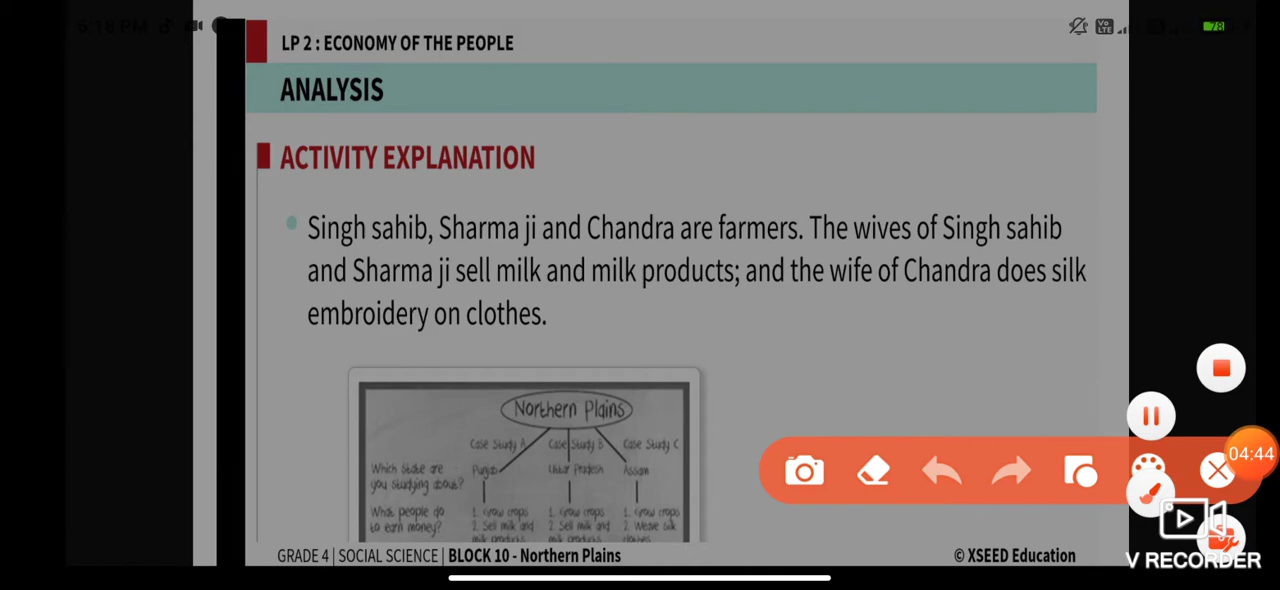 6:18 PM
78
LP 2 : ECONOMY OF THE PEOPLE
ANALYSIS
ACTIVITY EXPLANATION
Singh sahib, Sharma ji and Chandra are farmers. The wives of Singh sahib
and Sharma ji sell milk and milk products; and the wife of Chandra does silk
embroidery on clothes.
Northern Plains
Case Study A Case Study B Case Study C
Which state are you studying about?
Punjab Uttar Pradesh Assam
What people do to earn money?
1. Grow crops 1. Grow crops 1. Grow crops
2. Sell milk and 2. Sell milk and 2. Weave silk
milk products milk products clothes
04:44
V RECORDER
GRADE 4 | SOCIAL SCIENCE | BLOCK 10 - Northern Plains
© XSEED Education